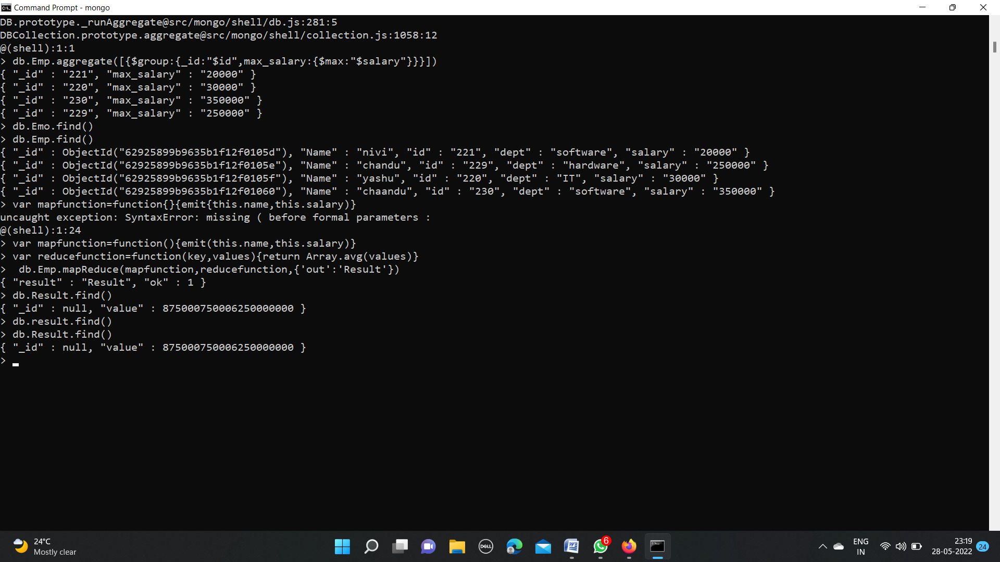 Command Prompt - mongo
DB.prototype._runAggregate@src/mongo/shell/db.js:281:5
DBCollection.prototype.aggregate@src/mongo/shell/collection.js:1058:12
@(shell):1:1
> db.Emp.aggregate([{$group:{_id:"$id",max_salary:{$max:"$salary"}}}])
{ "_id" : "221", "max_salary" : "20000" }
{ "_id" : "220", "max_salary" : "30000" }
{ "_id" : "230", "max_salary" : "350000" }
{ "_id" : "229", "max_salary" : "250000" }
> db.Emo.find()
> db.Emp.find()
{ "_id" : ObjectId("62925899b9635b1f12f0105d"), "Name" : "nivi", "id" : "221", "dept" : "software", "salary" : "20000" }
{ "_id" : ObjectId("62925899b9635b1f12f0105e"), "Name" : "chandu", "id" : "229", "dept" : "hardware", "salary" : "250000" }
{ "_id" : ObjectId("62925899b9635b1f12f0105f"), "Name" : "yashu", "id" : "220", "dept" : "IT", "salary" : "30000" }
{ "_id" : ObjectId("62925899b9635b1f12f01060"), "Name" : "chaandu", "id" : "230", "dept" : "software", "salary" : "350000" }
> var mapfunction=function{}{emit{this.name,this.salary)}
uncaught exception: SyntaxError: missing ( before formal parameters :
@(shell):1:24
> var mapfunction=function(){emit(this.name,this.salary)}
> var reducefunction=function(key,values){return Array.avg(values)}
>  db.Emp.mapReduce(mapfunction,reducefunction,{'out':'Result'})
{ "result" : "Result", "ok" : 1 }
> db.Result.find()
{ "_id" : null, "value" : 875000750006250000000 }
> db.result.find()
> db.Result.find()
{ "_id" : null, "value" : 875000750006250000000 }
>
24°C
Mostly clear
DELL
W
6
ENG
IN
23:19
28-05-2022
24